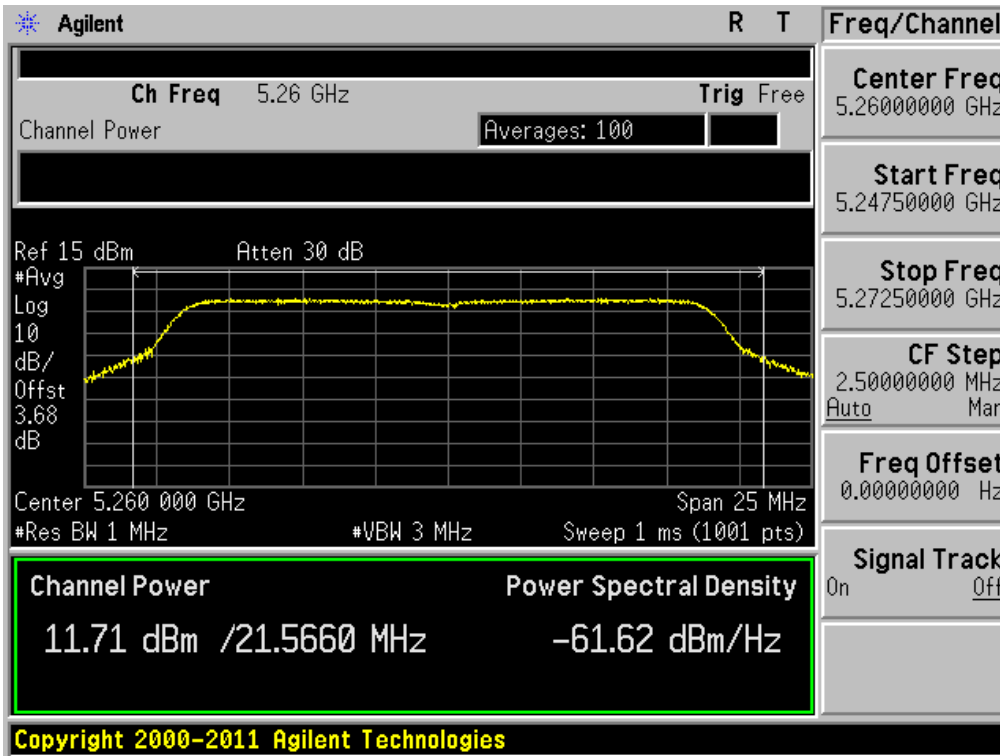 Agilent R T
Ch Freq 5.26 GHz Trig Free
Channel Power Averages: 100
Ref 15 dBm Atten 30 dB
#Avg
Log
10
dB/
Offst
3.68
dB
Center 5.260 000 GHz Span 25 MHz
#Res BW 1 MHz #VBW 3 MHz Sweep 1 ms (1001 pts)
Channel Power Power Spectral Density
11.71 dBm /21.5660 MHz -61.62 dBm/Hz
Copyright 2000-2011 Agilent Technologies
Freq/Channel
Center Freq
5.26000000 GHz
Start Freq
5.24750000 GHz
Stop Freq
5.27250000 GHz
CF Step
2.50000000 MHz
Auto Man
Freq Offset
0.00000000 Hz
Signal Track
On Off